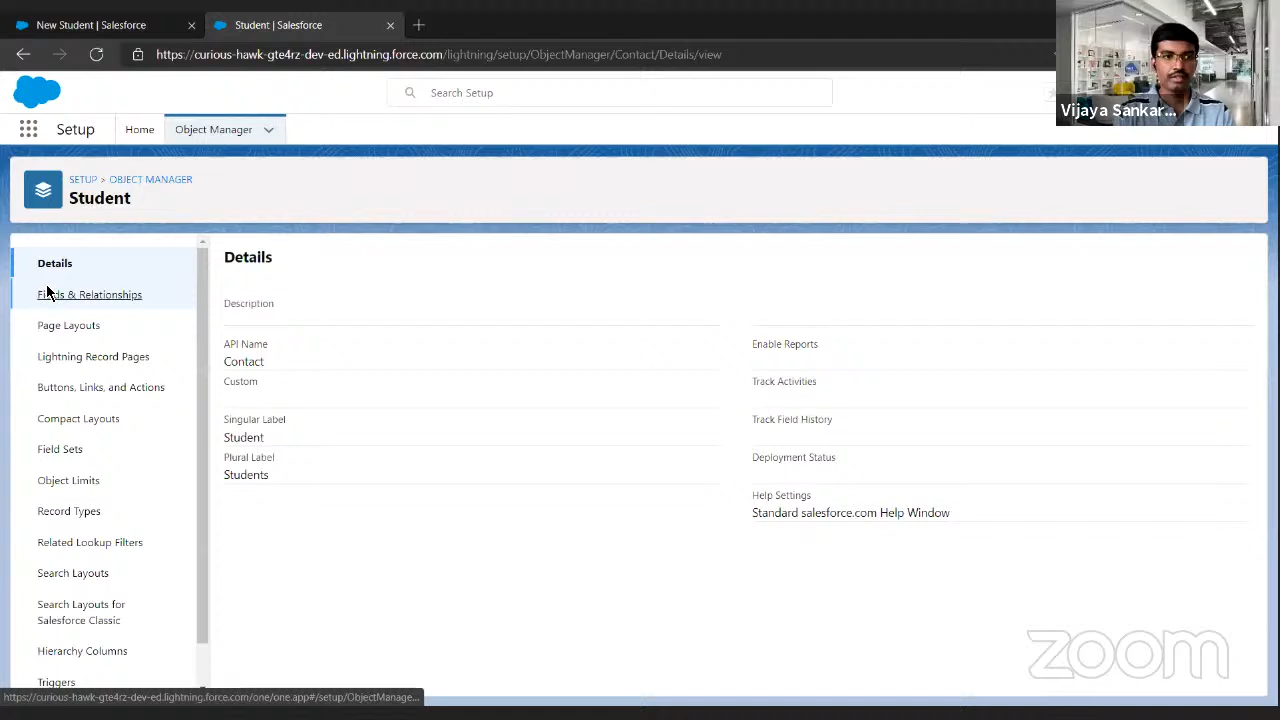 New Student | Salesforce
Student | Salesforce
https://curious-hawk-gte4rz-dev-ed.lightning.force.com/lightning/setup/ObjectManager/Contact/Details/view
Search Setup
Vijaya Sankar...
Setup
Home
Object Manager
SETUP > OBJECT MANAGER
Student
Details
Fields & Relationships
Page Layouts
Lightning Record Pages
Buttons, Links, and Actions
Compact Layouts
Field Sets
Object Limits
Record Types
Related Lookup Filters
Search Layouts
Search Layouts for
Salesforce Classic
Hierarchy Columns
Triggers
Details
Description
API Name
Contact
Custom
Singular Label
Student
Plural Label
Students
Enable Reports
Track Activities
Track Field History
Deployment Status
Help Settings
Standard salesforce.com Help Window
zoom
https://curious-hawk-gte4rz-dev-ed.lightning.force.com/one/one.app#/setup/ObjectManage...